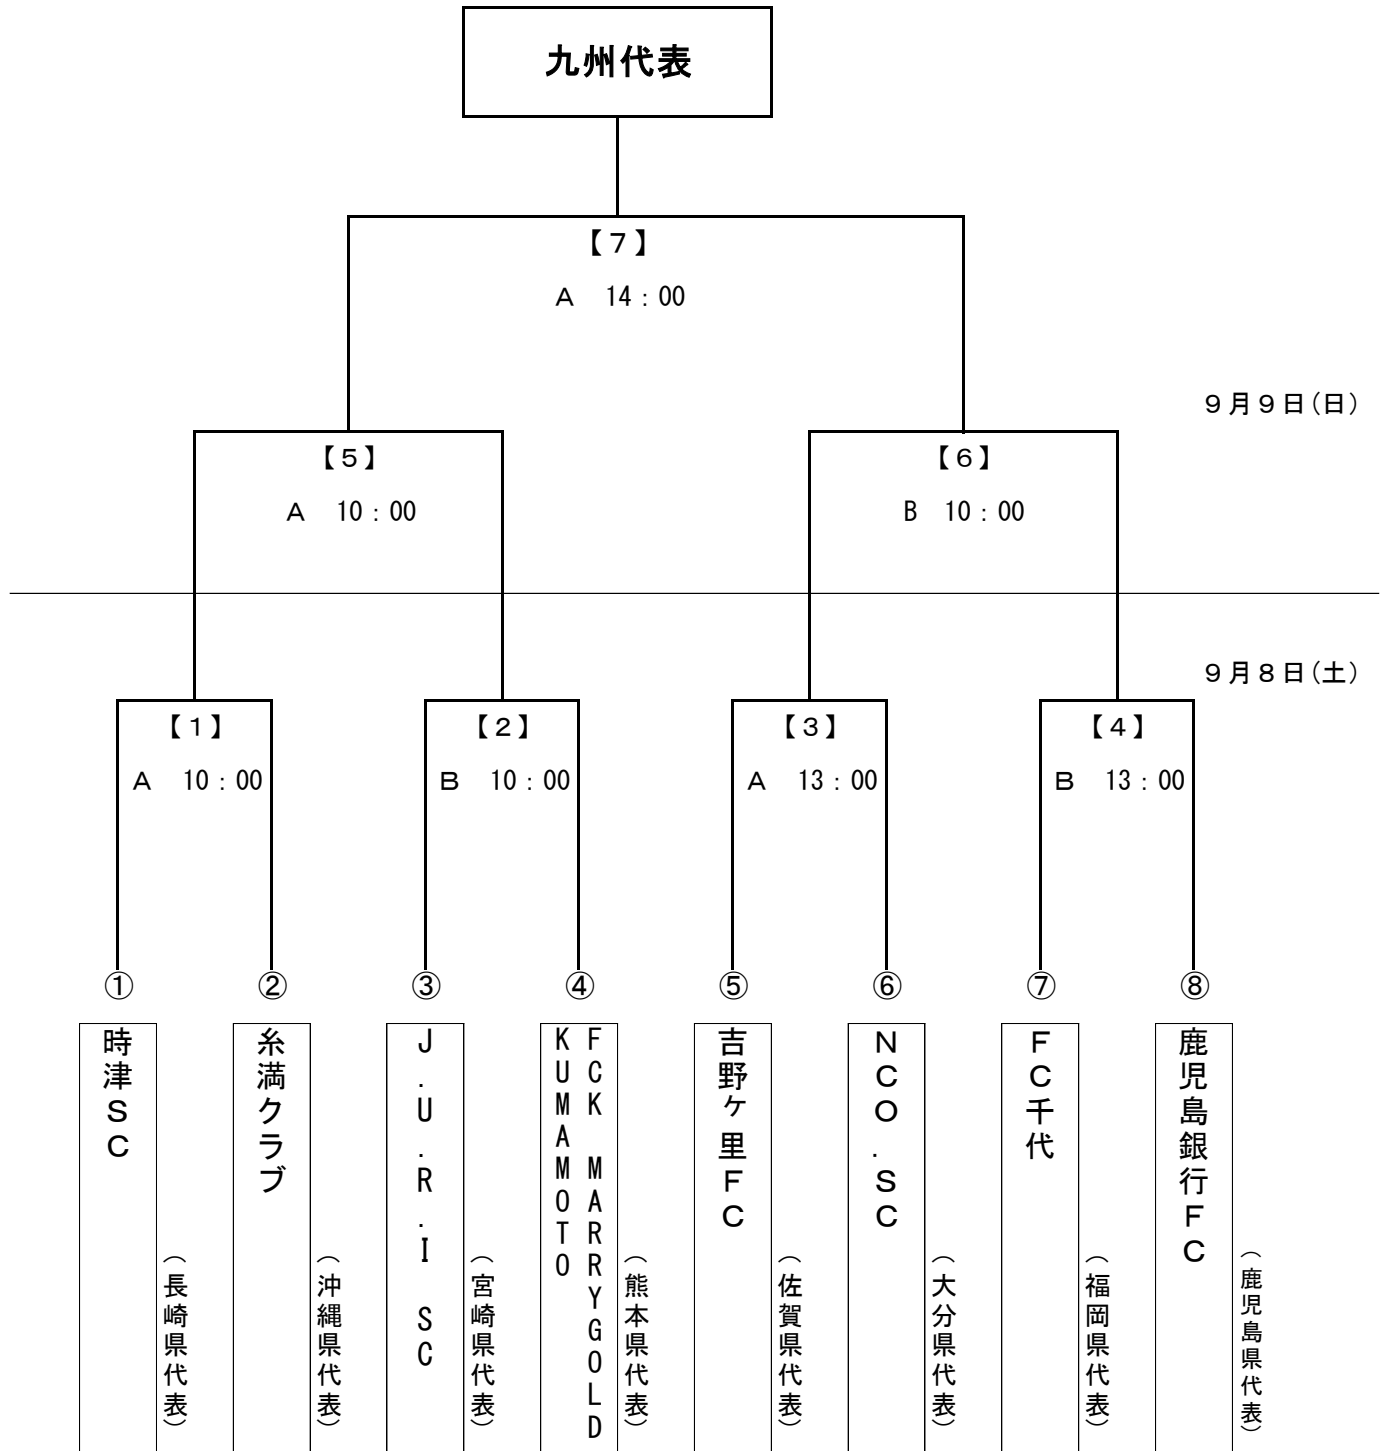 九州代表
【７】
Ａ　14：00
９月９日（日）
【５】
Ａ　10：00
【６】
B　10：00
９月８日（土）
【１】
Ａ　10：00
【２】
Ｂ　10：00
【３】
Ａ　13：00
【４】
Ｂ　13：00
①
②
③
④
⑤
⑥
⑦
⑧
時津ＳＣ
（長崎県代表）
糸満クラブ
（沖縄県代表）
J.U.R.I SC
（宮崎県代表）
FCK MARRYGOLD
KUMAMOTO
（熊本県代表）
吉野ヶ里ＦＣ
（佐賀県代表）
ＮＣＯ.ＳＣ
（大分県代表）
ＦＣ千代
（福岡県代表）
鹿児島銀行ＦＣ
（鹿児島県代表）